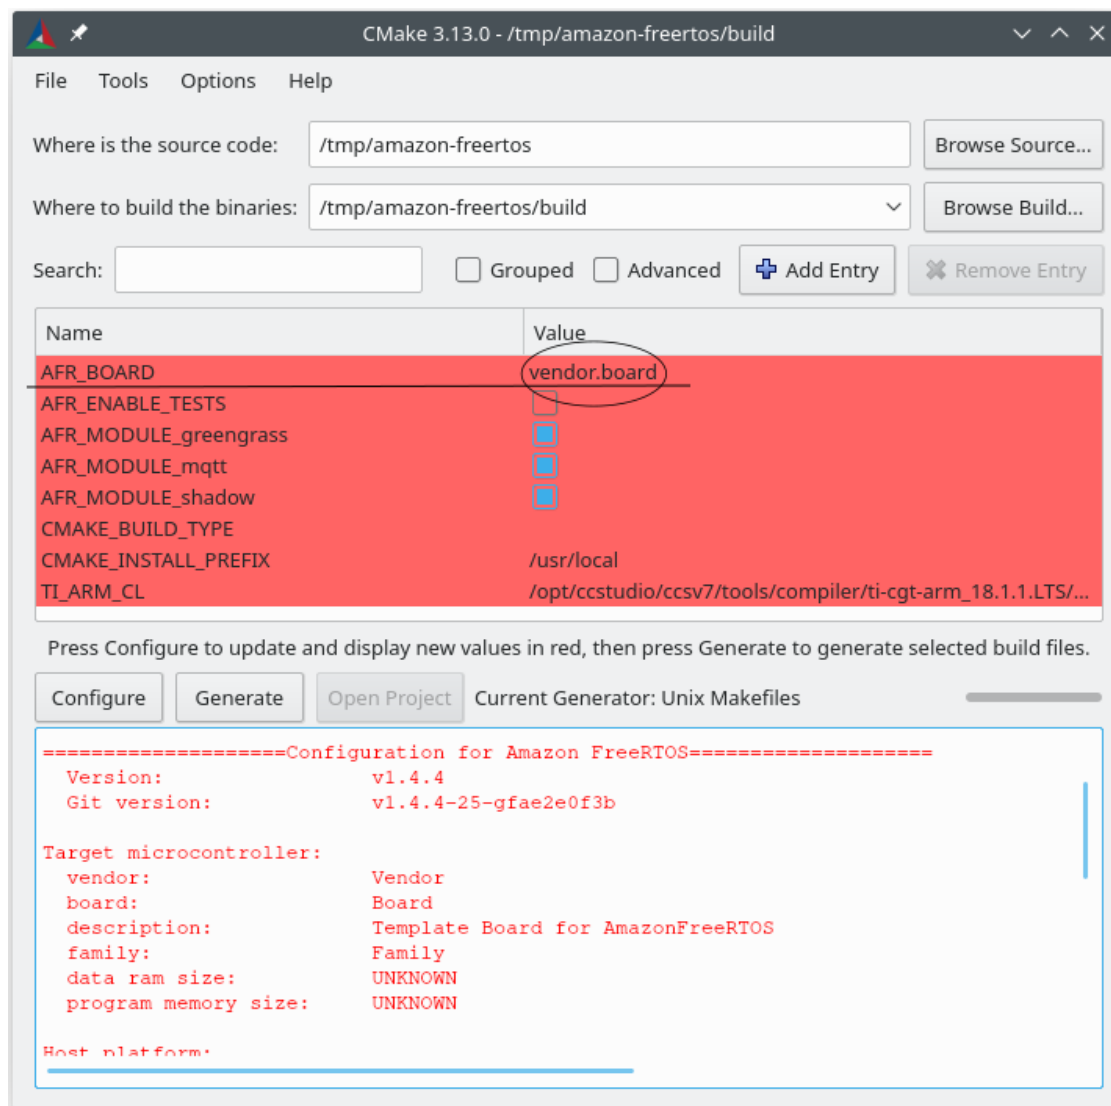 CMake 3.13.0 - /tmp/amazon-freertos/build
File Tools Options Help
Where is the source code: /tmp/amazon-freertos Browse Source...
Where to build the binaries: /tmp/amazon-freertos/build Browse Build...
Search: Grouped Advanced Add Entry Remove Entry
Name Value
AFR_BOARD vendor.board
AFR_ENABLE_TESTS
AFR_MODULE_greengrass
AFR_MODULE_mqtt
AFR_MODULE_shadow
CMAKE_BUILD_TYPE
CMAKE_INSTALL_PREFIX /usr/local
TI_ARM_CL /opt/ccstudio/ccsv7/tools/compiler/ti-cgt-arm_18.1.1.LTS/...
Press Configure to update and display new values in red, then press Generate to generate selected build files.
Configure Generate Open Project Current Generator: Unix Makefiles
====================Configuration for Amazon FreeRTOS====================
Version: v1.4.4
Git version: v1.4.4-25-gfae2e0f3b
Target microcontroller:
vendor: Vendor
board: Board
description: Template Board for AmazonFreeRTOS
family: Family
data ram size: UNKNOWN
program memory size: UNKNOWN
Host platform: